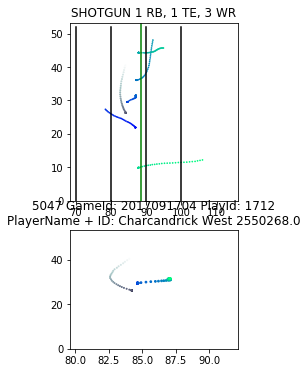 SHOTGUN 1 RB, 1 TE, 3 WR
50
40
30
20
10
0
70 80 90 100 110
5047 GameId: 2017091704 PlayId: 1712
PlayerName + ID: Charcandrick West 2550268.0
40
20
0
80.0 82.5 85.0 87.5 90.0